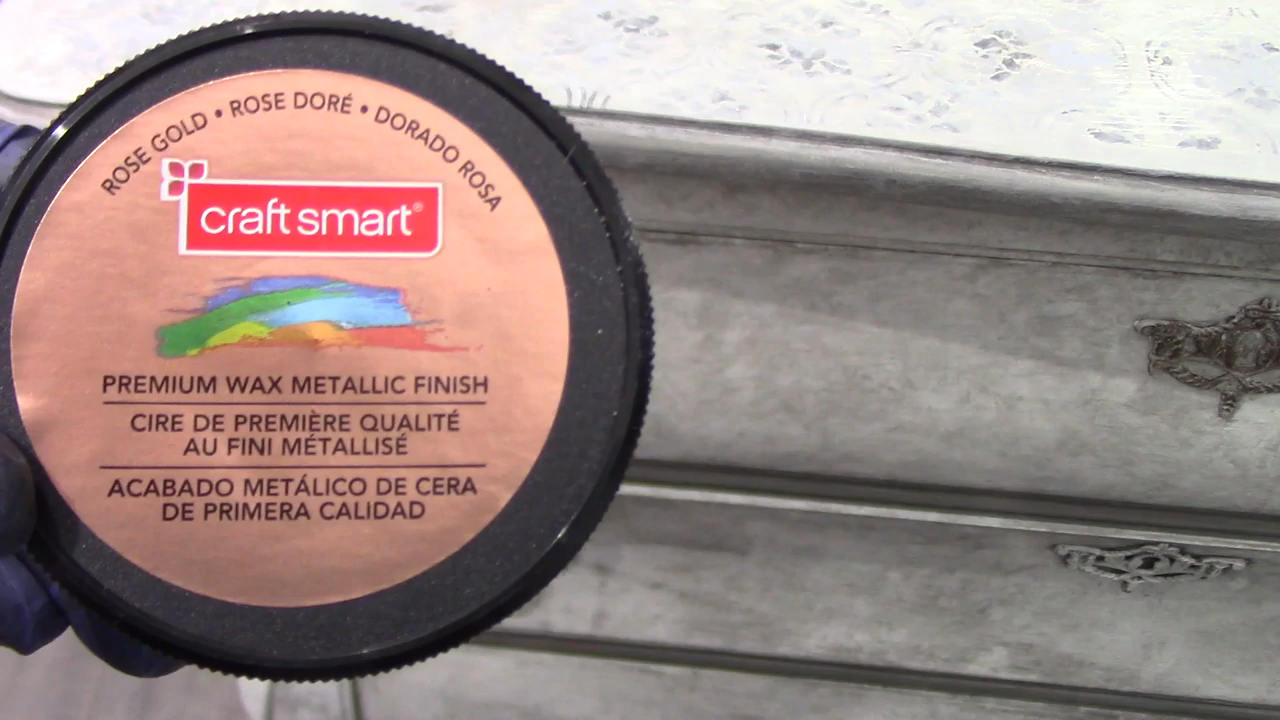 ROSE GOLD • ROSE DORÉ • DORADO ROSA
craft smart®
PREMIUM WAX METALLIC FINISH
CIRE DE PREMIÈRE QUALITÉ
AU FINI MÉTALLISÉ
ACABADO METÁLICO DE CERA
DE PRIMERA CALIDAD